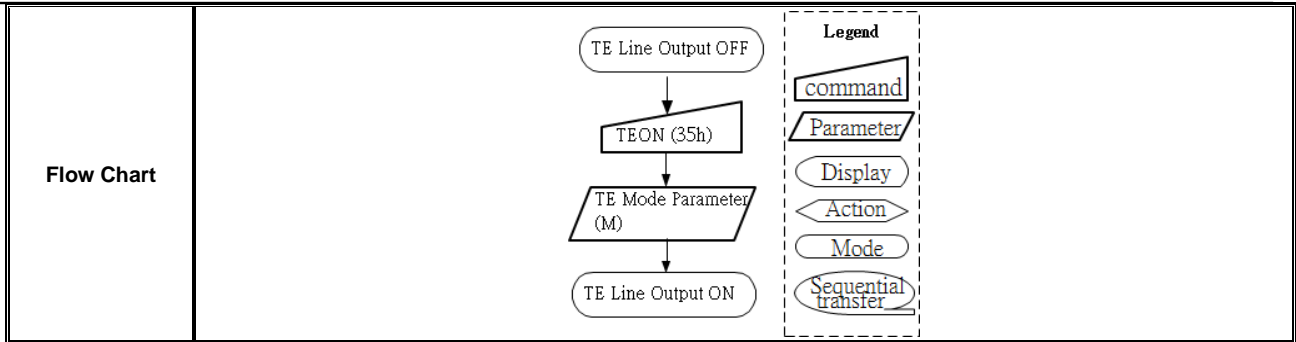 Flow Chart
TE Line Output OFF
TEON (35h)
TE Mode Parameter
(M)
TE Line Output ON
Legend
command
Parameter
Display
Action
Mode
Sequential
transfer